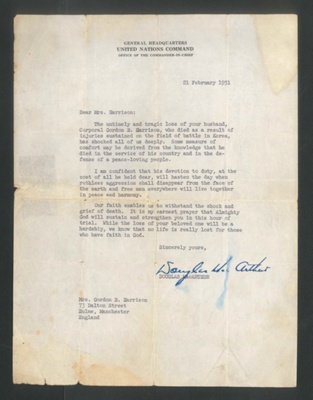 GENERAL HEADQUARTERS
UNITED NATIONS COMMAND
OFFICE OF THE COMMANDER-IN-CHIEF
21 February 1951
Dear Mrs. Harrison:
The untimely and tragic loss of your husband,
Corporal Gordon E. Harrison, who died as a result of
injuries sustained on the field of battle in Korea,
has shocked all of us deeply. Some measure of
comfort may be derived from the knowledge that he
died in the service of his country and in the de-
fense of a peace-loving people.
I am confident that his devotion to duty, at the
cost of all he held dear, will hasten the day when
ruthless aggression shall disappear from the face of
the earth and free men everywhere will live together
in peace and harmony.
Our faith enables us to withstand the shock and
grief of death. It is my earnest prayer that Almighty
God will sustain and strengthen you in this hour of
trial. While the loss of your beloved one will be a
hardship, we know that no life is really lost for those
who have faith in God.
Sincerely yours,
Douglas MacArthur
DOUGLAS MacARTHUR
Mrs. Gordon E. Harrison
73 Dalton Street
Hulme, Manchester
England